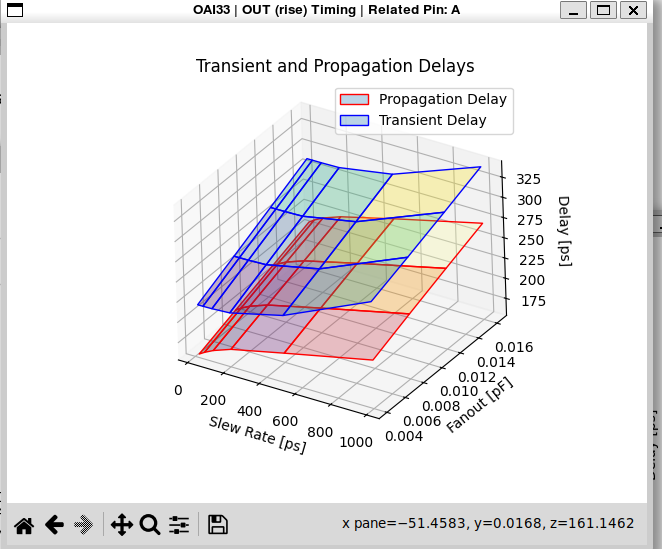 OAI33 | OUT (rise) Timing | Related Pin: A
Transient and Propagation Delays
Propagation Delay
Transient Delay
325
300
275
250
225
200
175
Delay [ps]
0
200
400
600
800
1000
Slew Rate [ps]
0.004
0.006
0.008
0.010
0.012
0.014
0.016
Fanout [pF]
x pane=−51.4583, y=0.0168, z=161.1462